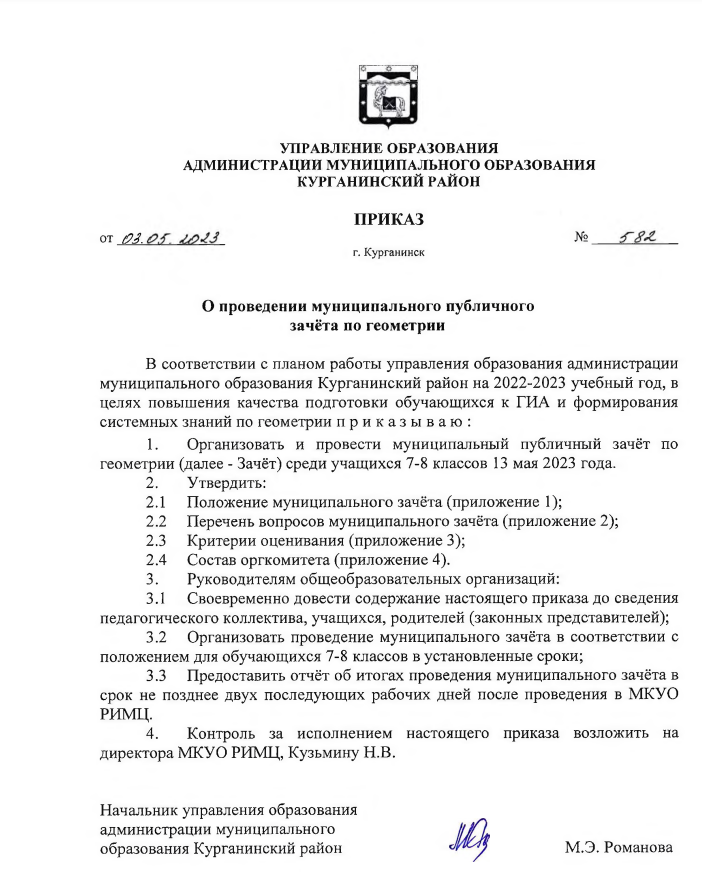 УПРАВЛЕНИЕ ОБРАЗОВАНИЯ
АДМИНИСТРАЦИИ МУНИЦИПАЛЬНОГО ОБРАЗОВАНИЯ
КУРГАНИНСКИЙ РАЙОН
ПРИКАЗ
от 03.05.2023 № 582
г. Курганинск
О проведении муниципального публичного
зачёта по геометрии
В соответствии с планом работы управления образования администрации
муниципального образования Курганинский район на 2022-2023 учебный год, в
целях повышения качества подготовки обучающихся к ГИА и формирования
системных знаний по геометрии п р и к а з ы в а ю :
1. Организовать и провести муниципальный публичный зачёт по
геометрии (далее - Зачёт) среди учащихся 7-8 классов 13 мая 2023 года.
2. Утвердить:
2.1 Положение муниципального зачёта (приложение 1);
2.2 Перечень вопросов муниципального зачёта (приложение 2);
2.3 Критерии оценивания (приложение 3);
2.4 Состав оргкомитета (приложение 4).
3. Руководителям общеобразовательных организаций:
3.1 Своевременно довести содержание настоящего приказа до сведения
педагогического коллектива, учащихся, родителей (законных представителей);
3.2 Организовать проведение муниципального зачёта в соответствии с
положением для обучающихся 7-8 классов в установленные сроки;
3.3 Предоставить отчёт об итогах проведения муниципального зачёта в
срок не позднее двух последующих рабочих дней после проведения в МКУО
РИМЦ.
4. Контроль за исполнением настоящего приказа возложить на
директора МКУО РИМЦ, Кузьмину Н.В.
Начальник управления образования
администрации муниципального
образования Курганинский район М.Э. Романова